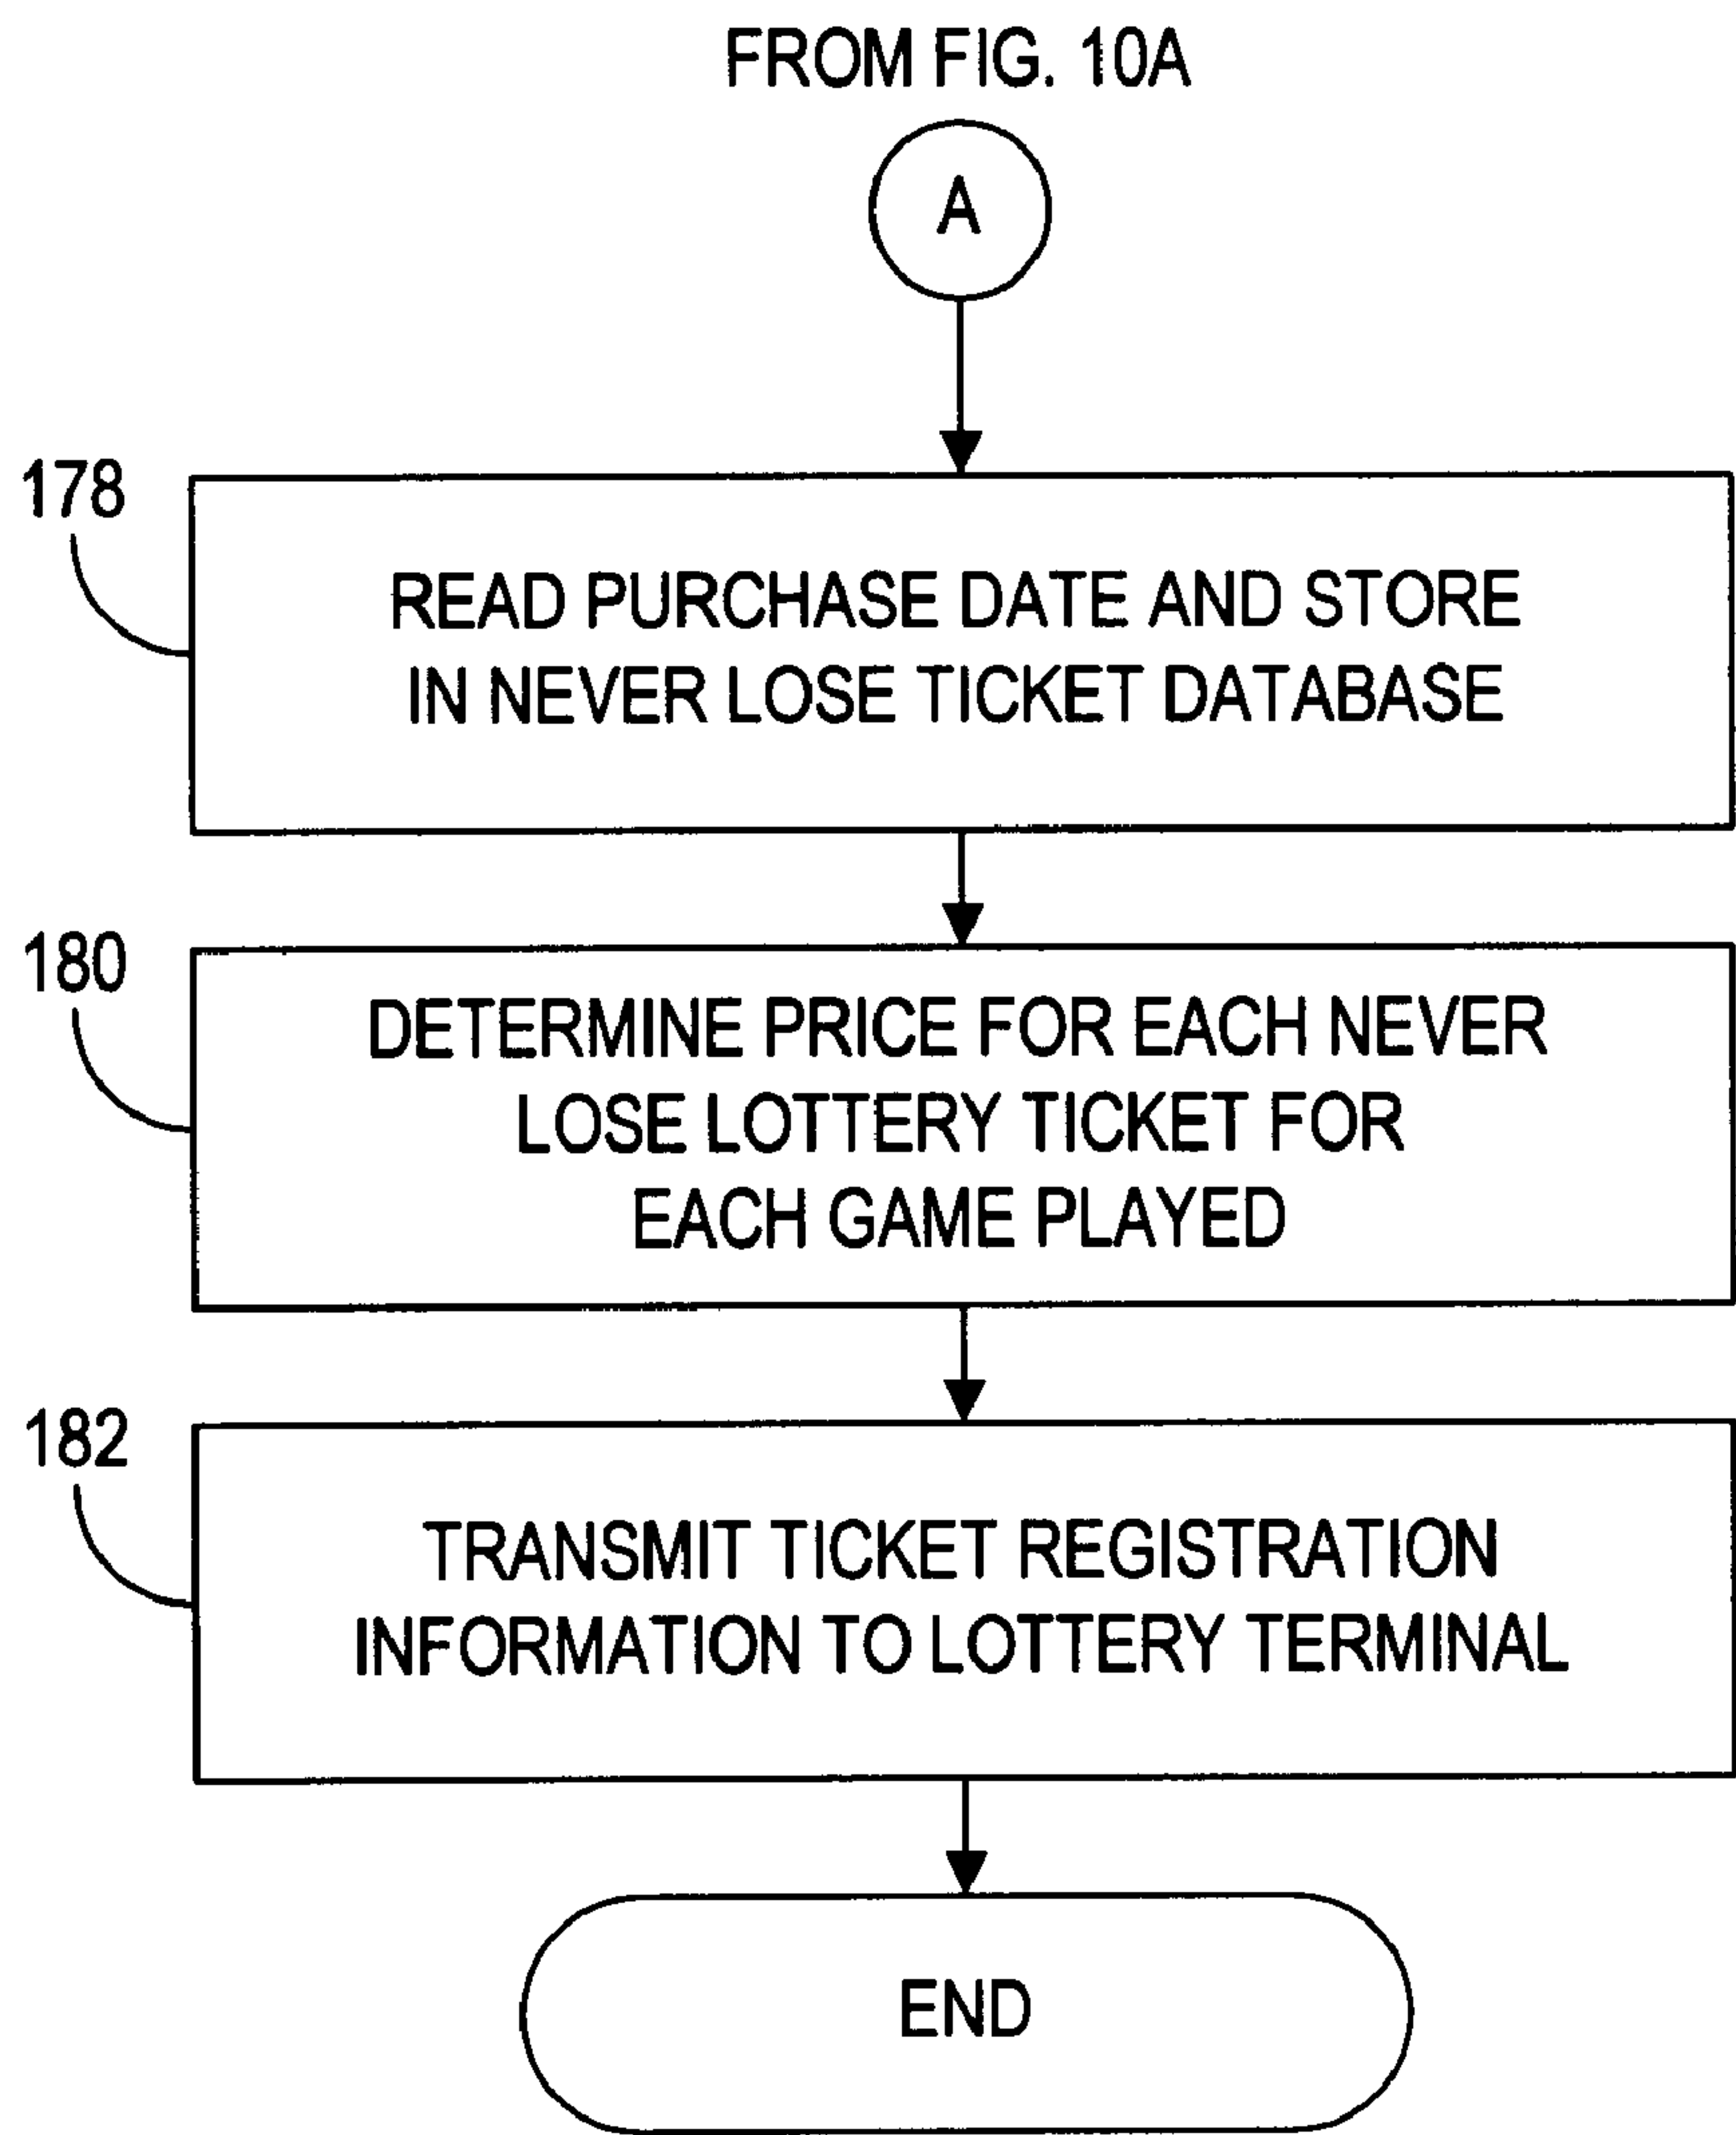 FROM FIG. 10A
A
178
READ PURCHASE DATE AND STORE
IN NEVER LOSE TICKET DATABASE
180
DETERMINE PRICE FOR EACH NEVER
LOSE LOTTERY TICKET FOR
EACH GAME PLAYED
182
TRANSMIT TICKET REGISTRATION
INFORMATION TO LOTTERY TERMINAL
END